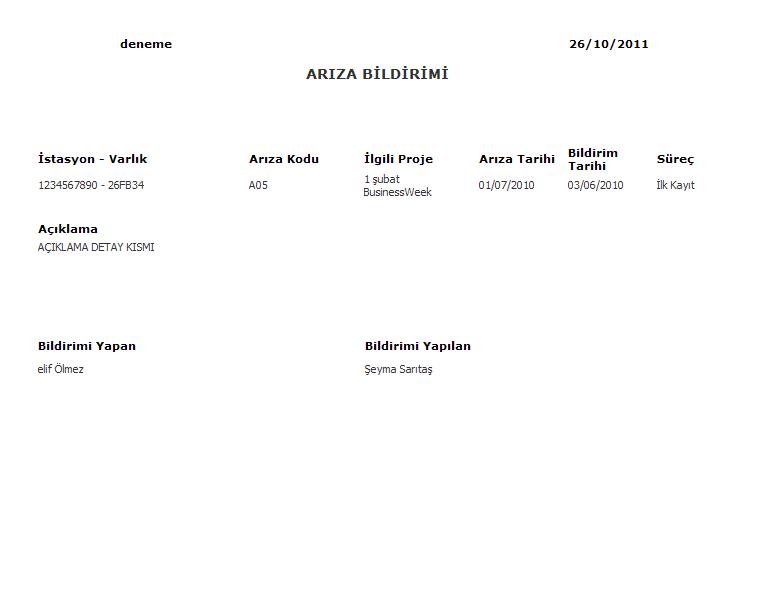 deneme 26/10/2011
ARIZA BİLDİRİMİ
İstasyon - Varlık Arıza Kodu İlgili Proje Arıza Tarihi Bildirim Tarihi Süreç
1234567890 - 26FB34 A05 1 şubat BusinessWeek 01/07/2010 03/06/2010 İlk Kayıt
Açıklama
AÇIKLAMA DETAY KISMI
Bildirimi Yapan Bildirimi Yapılan
elif Ölmez Şeyma Sarıtaş